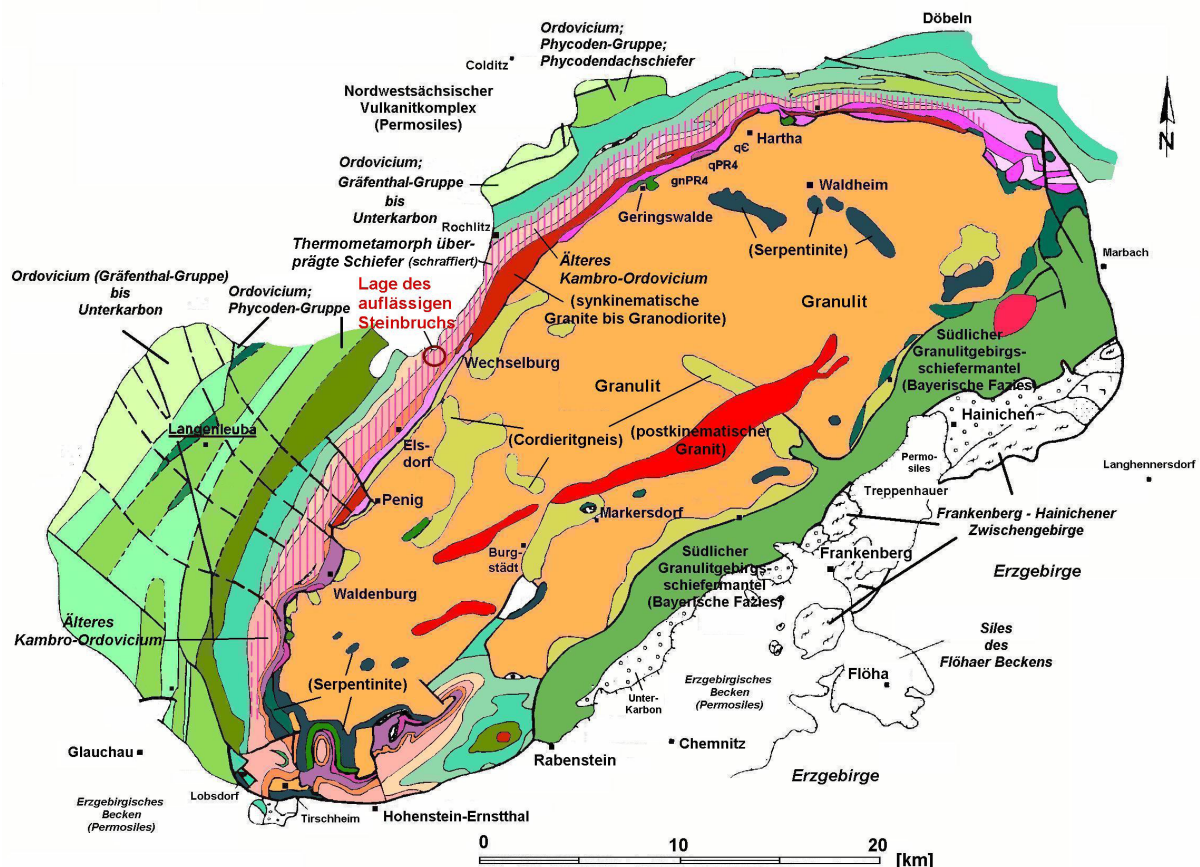 Döbeln
Ordovicium;
Phycoden-Gruppe;
Phycodendachschiefer
Colditz
Nordwestsächsischer
Vulkanitkomplex
(Permosiles)
N
Hartha
q€
qPR4
gnPR4
Ordovicium;
Gräfenthal-Gruppe
bis
Unterkarbon
Waldheim
Geringswalde
Rochlitz
(Serpentinite)
Thermometamorph über-
prägte Schiefer (schraffiert)
Älteres
Kambro-Ordovicium
Marbach
Ordovicium (Gräfenthal-Gruppe)
bis
Unterkarbon
Ordovicium;
Phycoden-Gruppe
Lage des
auflässigen
Steinbruchs
(synkinematische
Granite bis Granodiorite)
Granulit
Südlicher
Granulitgebirgs-
schiefermantel
(Bayerische Fazies)
Wechselburg
Granulit
Hainichen
Langenleuba
Els-
dorf
(Cordieritgneis)
(postkinematischer
Granit)
Permo-
siles
Langhennersdorf
Penig
Treppenhauer
Markersdorf
Frankenberg - Hainichener
Zwischengebirge
Burg-
städt
Südlicher
Granulitgebirgs-
schiefermantel
(Bayerische Fazies)
Frankenberg
Erzgebirge
Waldenburg
Älteres
Kambro-Ordovicium
Siles
des
Flöhaer Beckens
(Serpentinite)
Flöha
Unter-
Karbon
Erzgebirgisches
Becken
(Permosiles)
Glauchau
Chemnitz
Rabenstein
Erzgebirge
Lobsdorf
Erzgebirgisches
Becken
(Permosiles)
Tirschheim
Hohenstein-Ernstthal
0 10 20
[km]